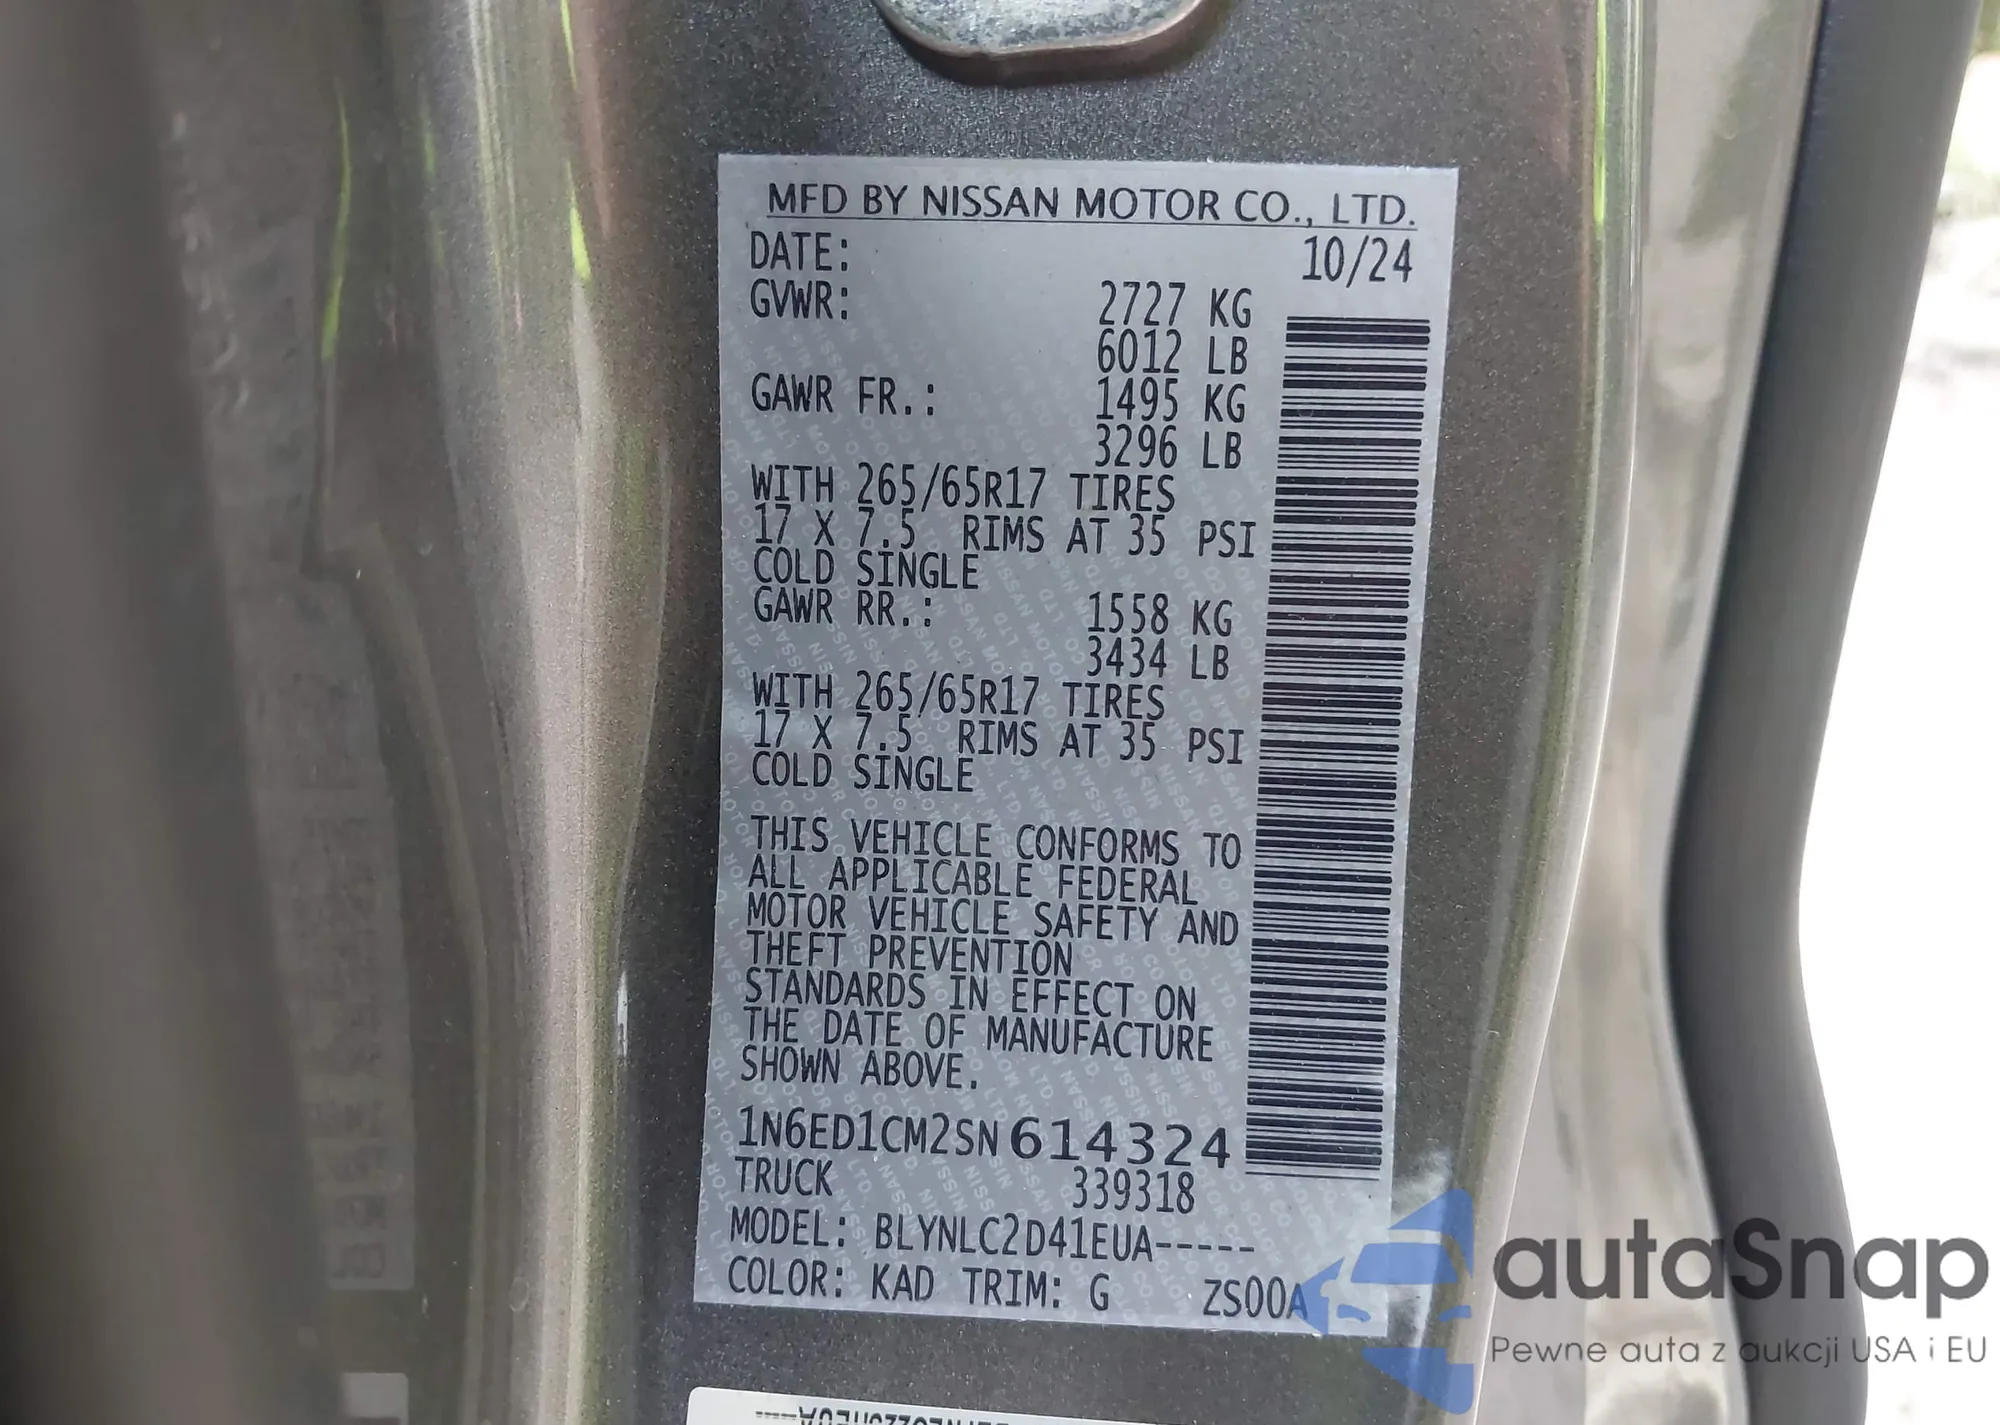 MFD BY NISSAN MOTOR CO., LTD.
DATE: 10/24
GVWR: 2727 KG
6012 LB
GAWR FR.: 1495 KG
3296 LB
WITH 265/65R17 TIRES
17 X 7.5 RIMS AT 35 PSI
COLD SINGLE
GAWR RR.: 1558 KG
3434 LB
WITH 265/65R17 TIRES
17 X 7.5 RIMS AT 35 PSI
COLD SINGLE
THIS VEHICLE CONFORMS TO
ALL APPLICABLE FEDERAL
MOTOR VEHICLE SAFETY AND
THEFT PREVENTION
STANDARDS IN EFFECT ON
THE DATE OF MANUFACTURE
SHOWN ABOVE.
1N6ED1CM2SN614324
TRUCK 339318
MODEL: BLYNLC2D41EUA-----
COLOR: KAD TRIM: G ZS00A
autoSnap
Pewne auta z aukcji USA i EU